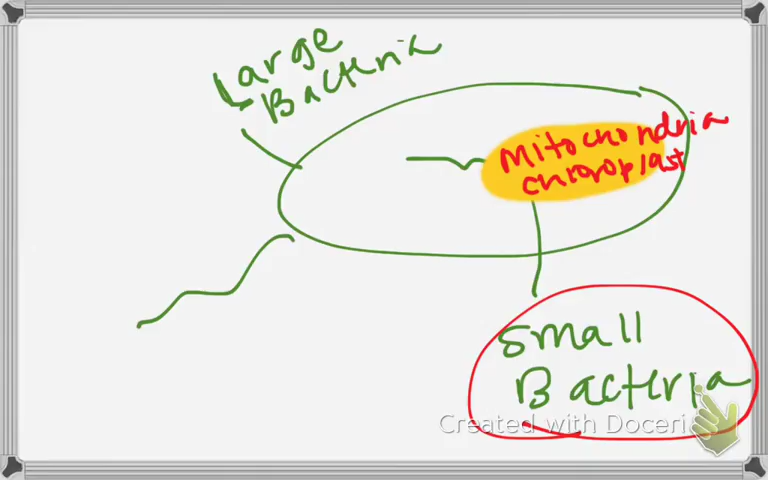 Large
Bacteria
Mitochondria
chloroplast
Small
Bacteria
Created with Doceri